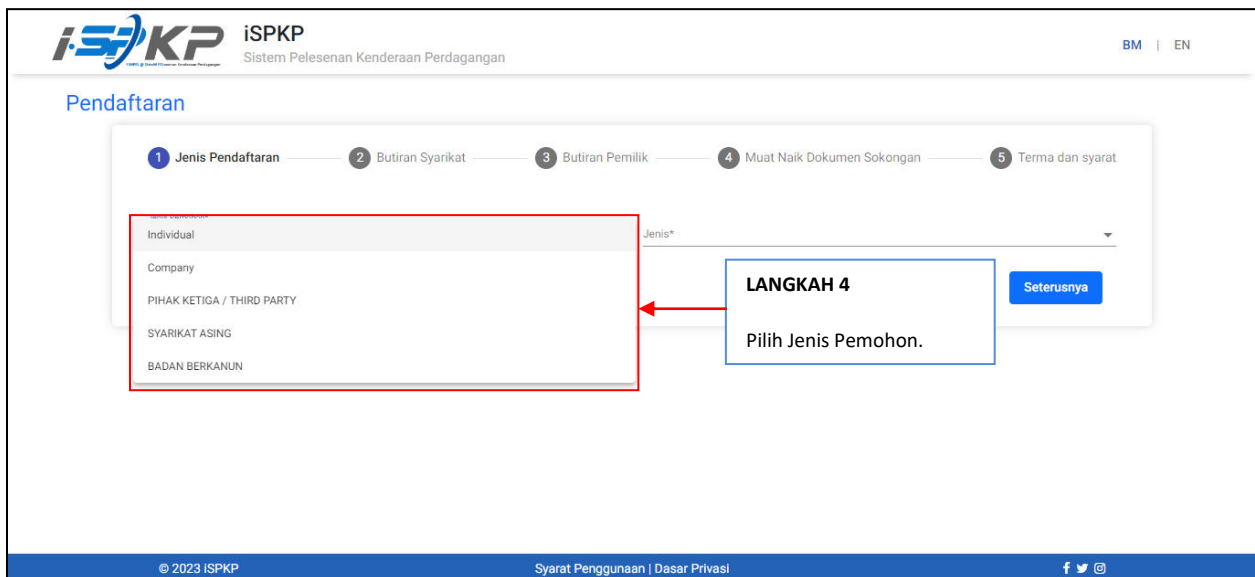 i-SPKP
iSPKP
Sistem Pelesenan Kenderaan Perdagangan
BM | EN
Pendaftaran
1 Jenis Pendaftaran
2 Butiran Syarikat
3 Butiran Pemilik
4 Muat Naik Dokumen Sokongan
5 Terma dan syarat
Individual
Company
PIHAK KETIGA / THIRD PARTY
SYARIKAT ASING
BADAN BERKANUN
Jenis*
LANGKAH 4
Pilih Jenis Pemohon.
Seterusnya
© 2023 iSPKP
Syarat Penggunaan | Dasar Privasi